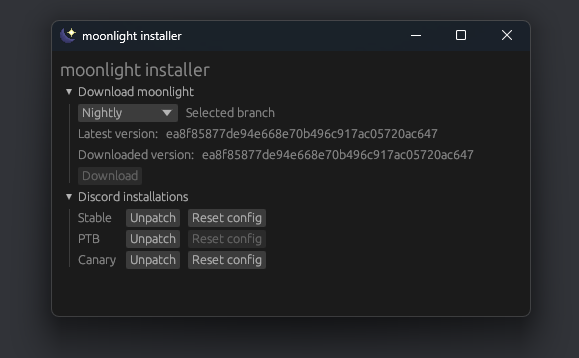 moonlight installer
moonlight installer
Download moonlight
Nightly Selected branch
Latest version: ea8f85877de94e668e70b496c917ac05720ac647
Downloaded version: ea8f85877de94e668e70b496c917ac05720ac647
Download
Discord installations
Stable Unpatch Reset config
PTB Unpatch Reset config
Canary Unpatch Reset config